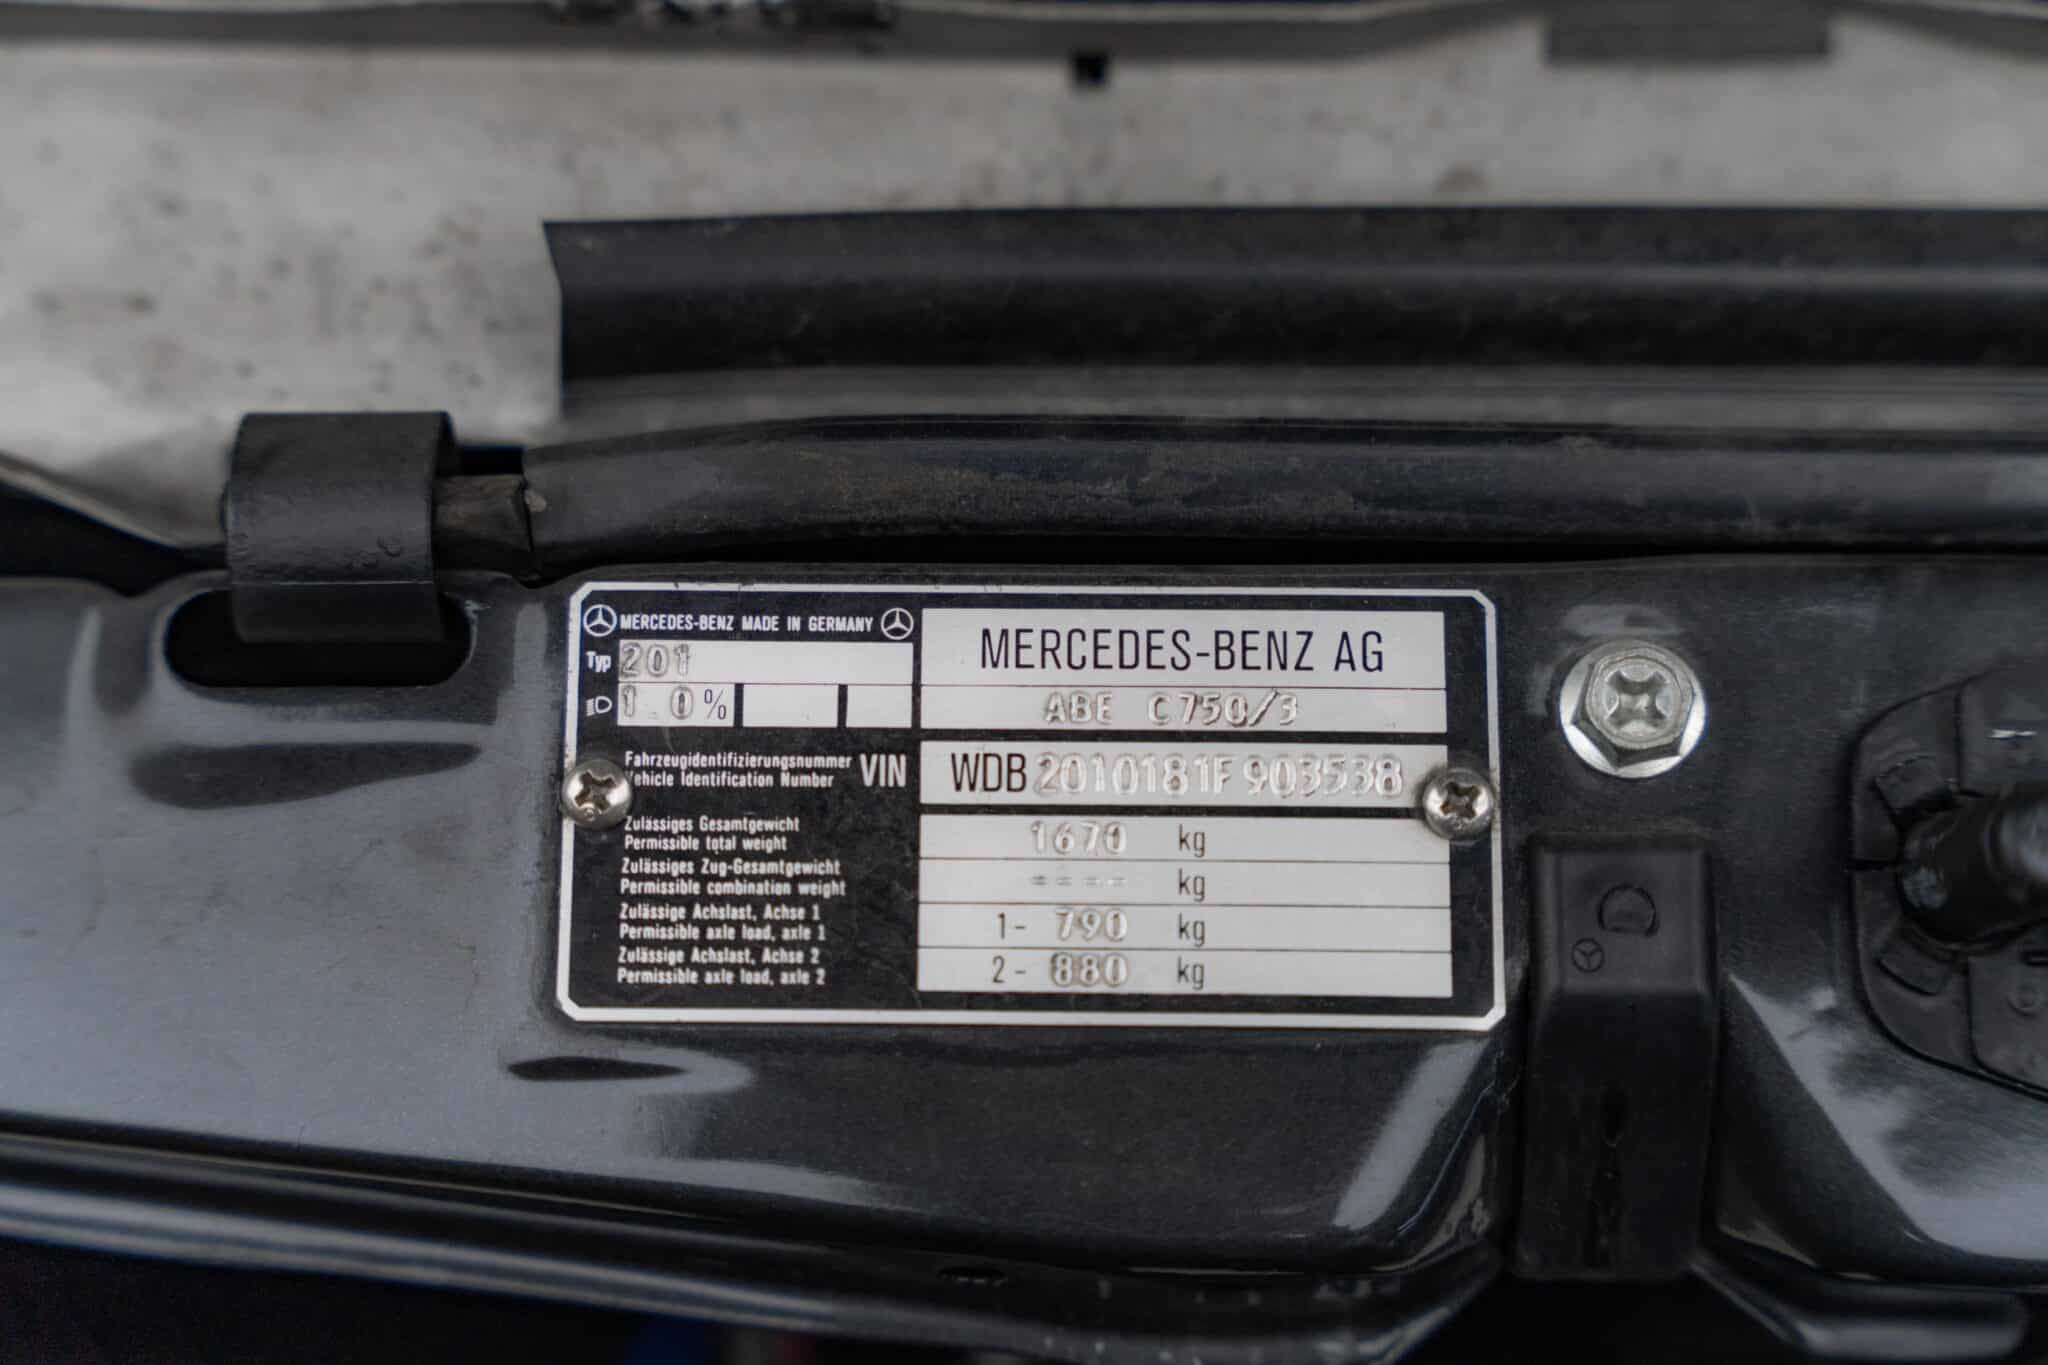 MERCEDES-BENZ MADE IN GERMANY
Typ 201
1.0 %
MERCEDES-BENZ AG
ABE C750/3
Fahrzeugidentifizierungsnummer
Vehicle Identification Number
VIN
WDB 2010181F903538
Zulässiges Gesamtgewicht
Permissible total weight
1670 kg
Zulässiges Zug-Gesamtgewicht
Permissible combination weight
---- kg
Zulässige Achslast, Achse 1
Permissible axle load, axle 1
1- 790 kg
Zulässige Achslast, Achse 2
Permissible axle load, axle 2
2- 880 kg